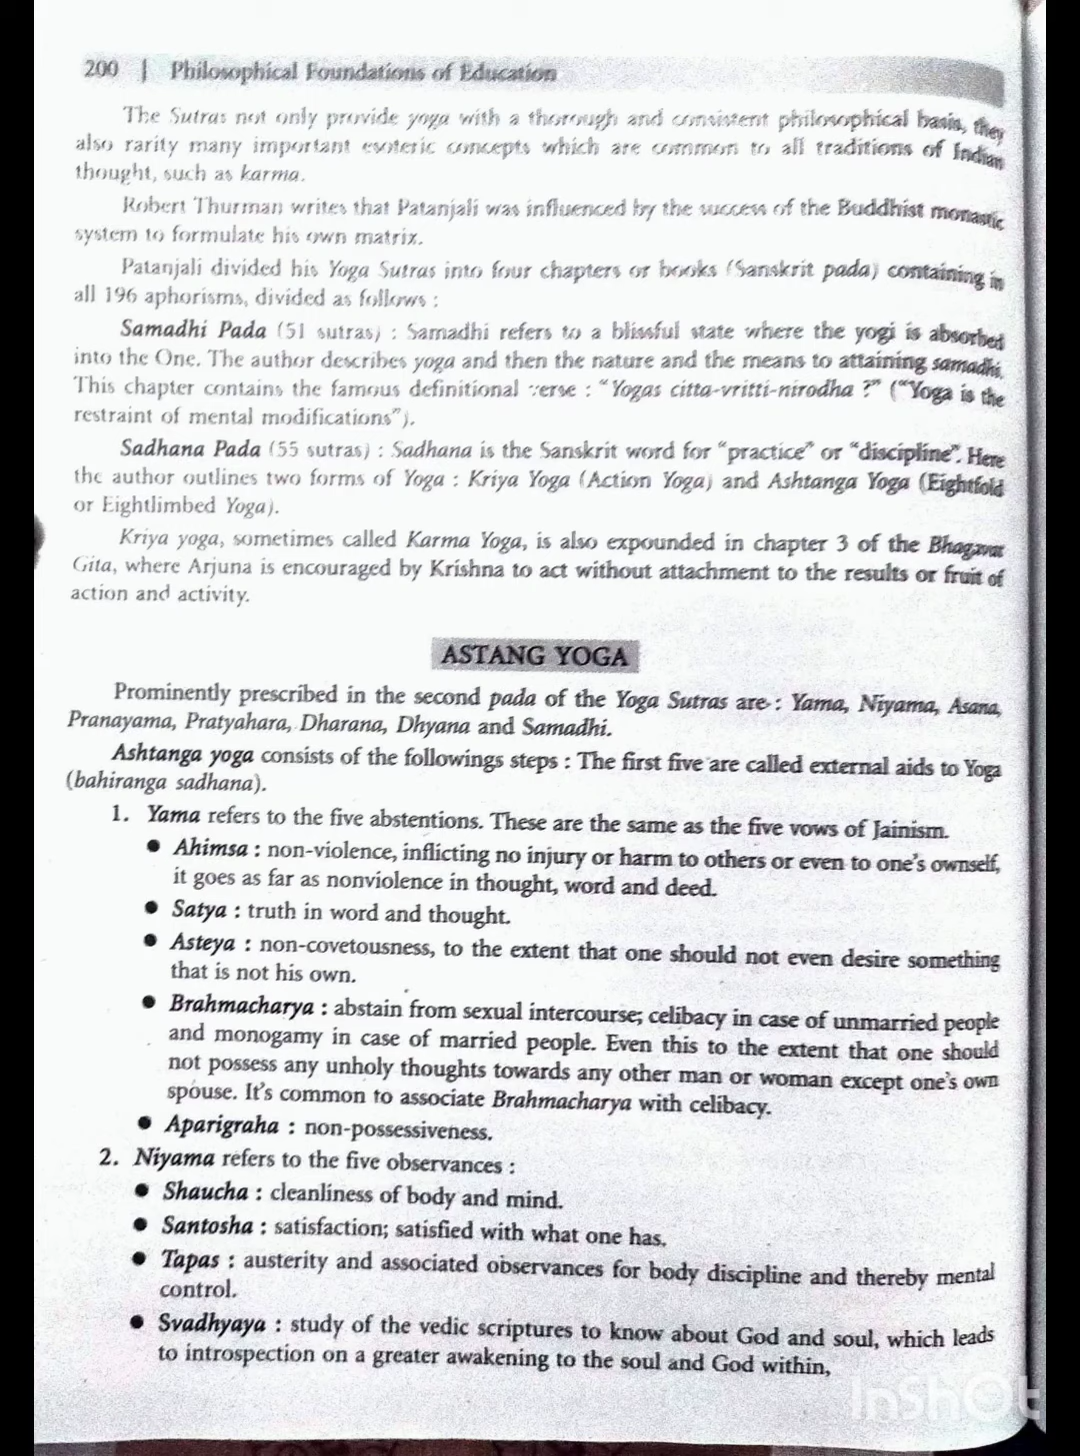 200 | Philosophical Foundations of Education
The Sutras not only provide yoga with a thorough and consistent philosophical basis, they
also rarity many important esoteric concepts which are common to all traditions of Indian
thought, such as karma.
Robert Thurman writes that Patanjali was influenced by the success of the Buddhist monastic
system to formulate his own matrix.
Patanjali divided his Yoga Sutras into four chapters or books (Sanskrit pada) containing in
all 196 aphorisms, divided as follows :
Samadhi Pada (51 sutras) : Samadhi refers to a blissful state where the yogi is absorbed
into the One. The author describes yoga and then the nature and the means to attaining samadhi.
This chapter contains the famous definitional verse : “Yogas citta-vritti-nirodha ?” (“Yoga is the
restraint of mental modifications”).
Sadhana Pada (55 sutras) : Sadhana is the Sanskrit word for “practice” or “discipline”. Here
the author outlines two forms of Yoga : Kriya Yoga (Action Yoga) and Ashtanga Yoga (Eightfold
or Eightlimbed Yoga).
Kriya yoga, sometimes called Karma Yoga, is also expounded in chapter 3 of the Bhagavat
Gita, where Arjuna is encouraged by Krishna to act without attachment to the results or fruit of
action and activity.
ASTANG YOGA
Prominently prescribed in the second pada of the Yoga Sutras are : Yama, Niyama, Asana,
Pranayama, Pratyahara, Dharana, Dhyana and Samadhi.
Ashtanga yoga consists of the followings steps : The first five are called external aids to Yoga
(bahiranga sadhana).
1. Yama refers to the five abstentions. These are the same as the five vows of Jainism.
● Ahimsa : non-violence, inflicting no injury or harm to others or even to one’s ownself,
it goes as far as nonviolence in thought, word and deed.
● Satya : truth in word and thought.
● Asteya : non-covetousness, to the extent that one should not even desire something
that is not his own.
● Brahmacharya : abstain from sexual intercourse; celibacy in case of unmarried people
and monogamy in case of married people. Even this to the extent that one should
not possess any unholy thoughts towards any other man or woman except one’s own
spouse. It’s common to associate Brahmacharya with celibacy.
● Aparigraha : non-possessiveness.
2. Niyama refers to the five observances :
● Shaucha : cleanliness of body and mind.
● Santosha : satisfaction; satisfied with what one has.
● Tapas : austerity and associated observances for body discipline and thereby mental
control.
● Svadhyaya : study of the vedic scriptures to know about God and soul, which leads
to introspection on a greater awakening to the soul and God within,
InShOt